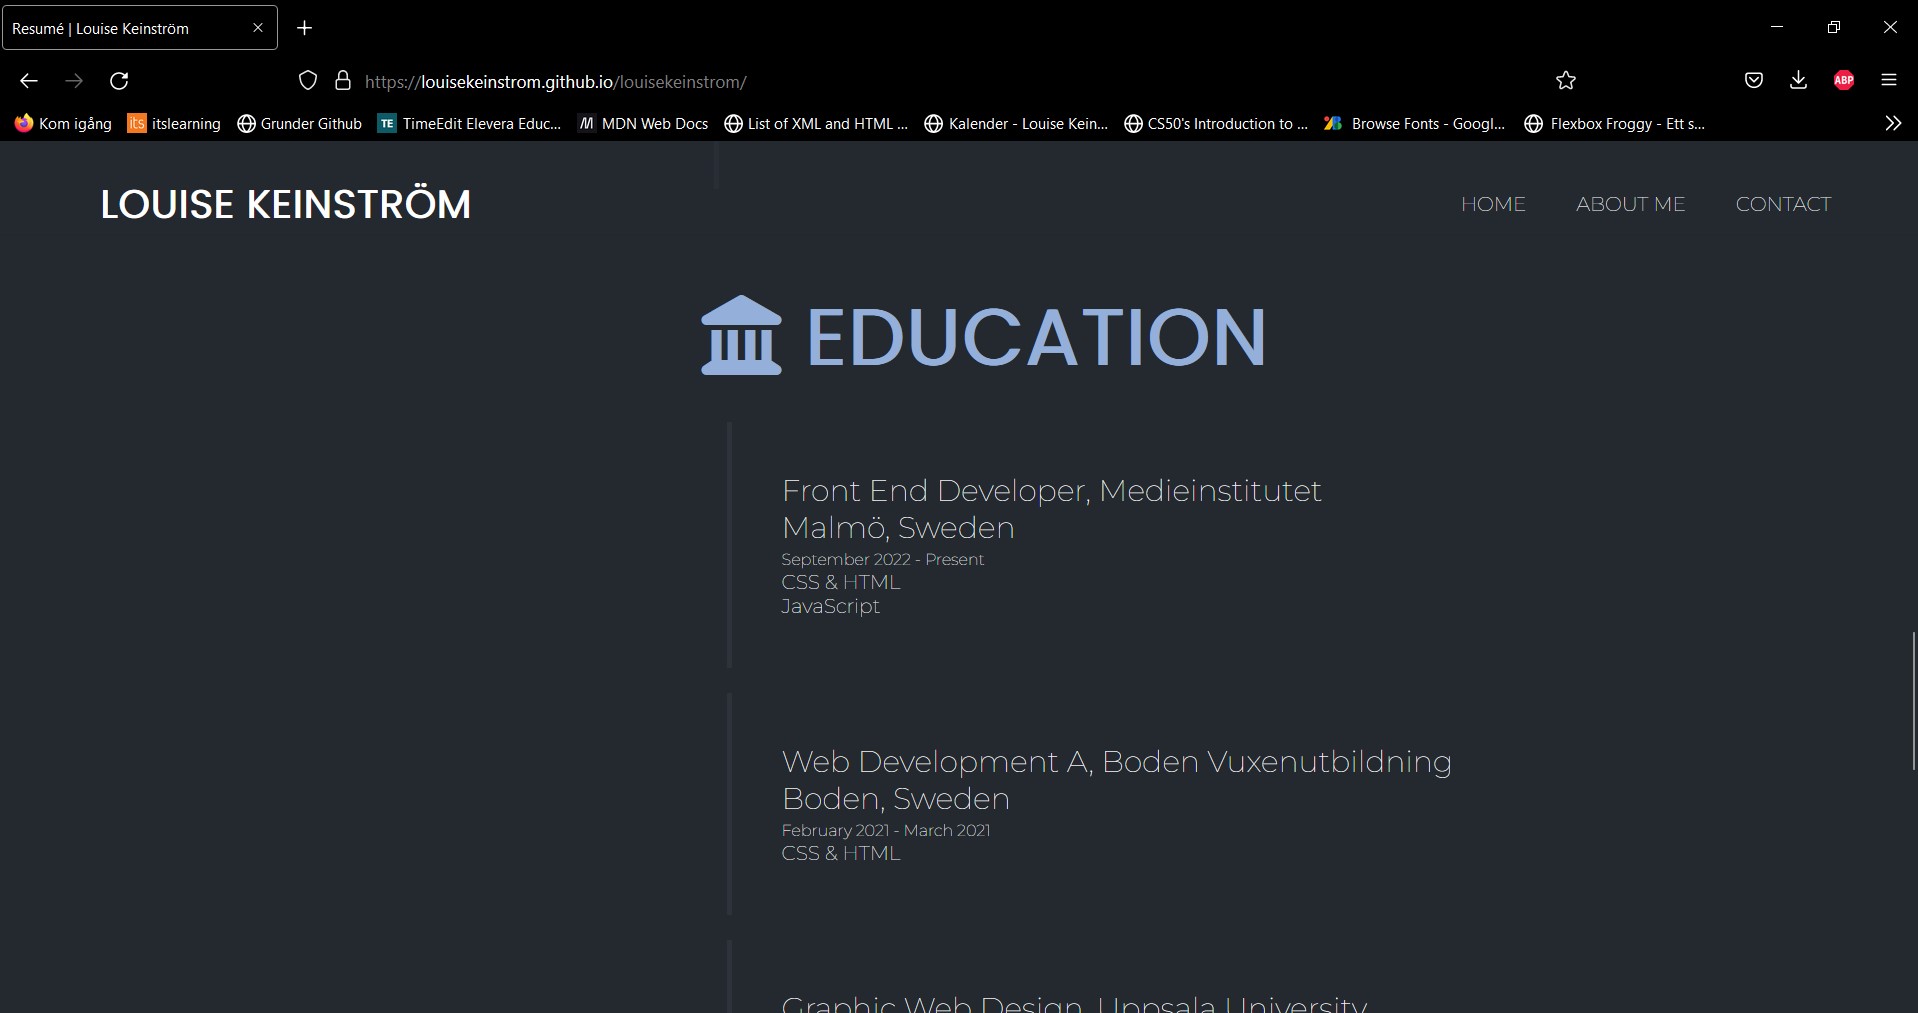 Resumé | Louise Keinström
https://louisekeinstrom.github.io/louisekeinstrom/
ABP
Kom igång its itslearning Grunder Github TE TimeEdit Elevera Educ... M MDN Web Docs List of XML and HTML ... Kalender - Louise Kein... CS50's Introduction to ... Browse Fonts - Googl... Flexbox Froggy - Ett s...
LOUISE KEINSTRÖM HOME ABOUT ME CONTACT
EDUCATION
Front End Developer, Medieinstitutet
Malmö, Sweden
September 2022 - Present
CSS & HTML
JavaScript
Web Development A, Boden Vuxenutbildning
Boden, Sweden
February 2021 - March 2021
CSS & HTML
Graphic Web Design, Uppsala University